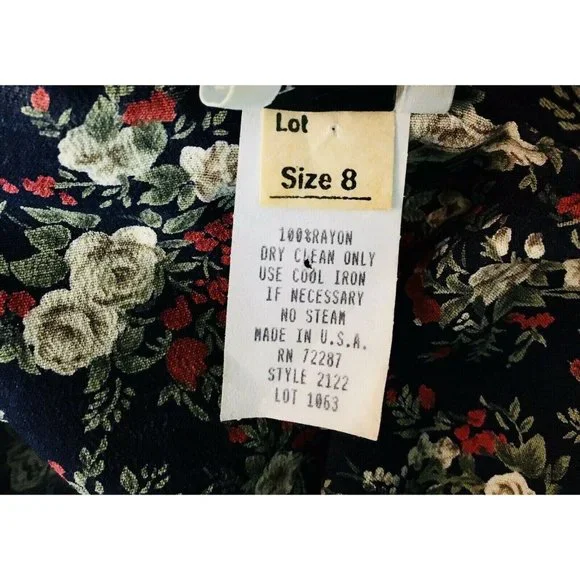 Lot
Size 8
100%RAYON
DRY CLEAN ONLY
USE COOL IRON
IF NECESSARY
NO STEAM
MADE IN U.S.A.
RN 72287
STYLE 2122
LOT 1063